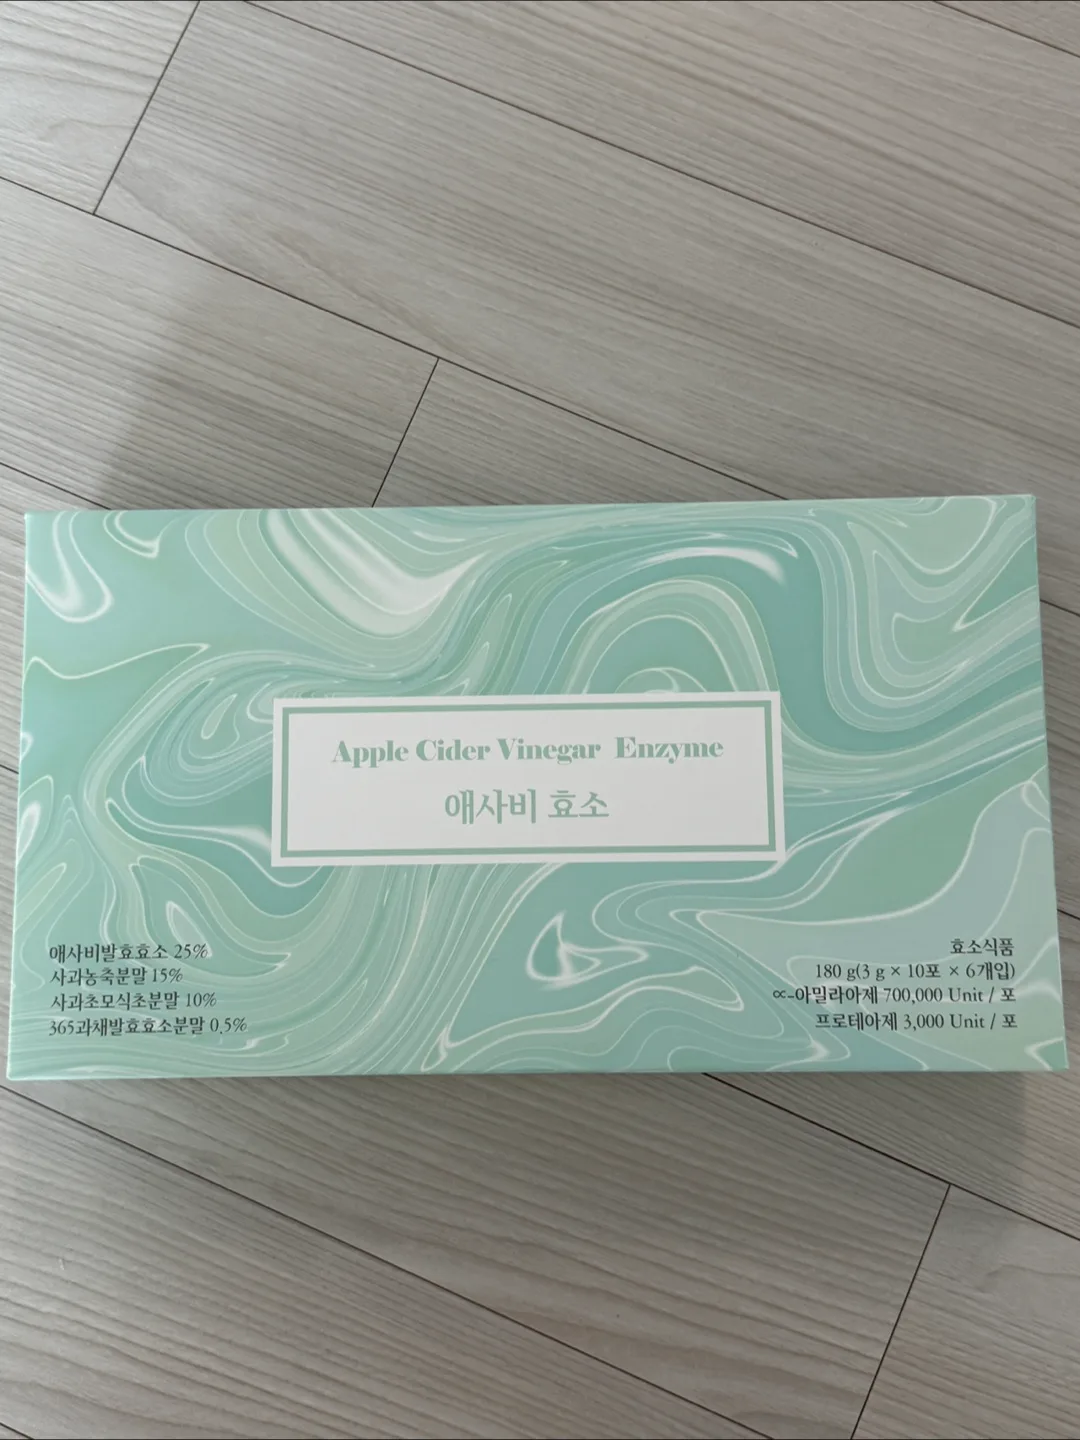 Apple Cider Vinegar Enzyme
애사비 효소
애사비발효효소 25%
사과농축분말 15%
사과초모식초분말 10%
365과채발효효소분말 0.5%
효소식품
180 g(3 g × 10포 × 6개입)
∝-아밀라아제 700,000 Unit / 포
프로테아제 3,000 Unit / 포